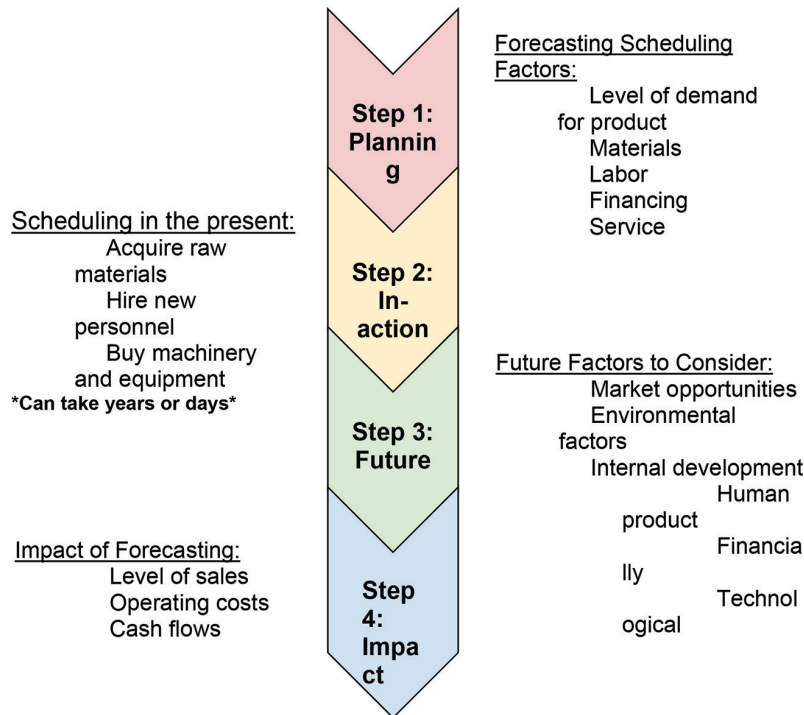 Forecasting Scheduling
Factors:
Level of demand
for product
Materials
Labor
Financing
Service
Step 1:
Plannin
g
Scheduling in the present:
Acquire raw
materials
Hire new
personnel
Buy machinery
and equipment
*Can take years or days*
Step 2:
In-
action
Future Factors to Consider:
Market opportunities
Environmental
factors
Internal development
Human
product
Financia
lly
Technol
ogical
Step 3:
Future
Impact of Forecasting:
Level of sales
Operating costs
Cash flows
Step
4:
Impa
ct